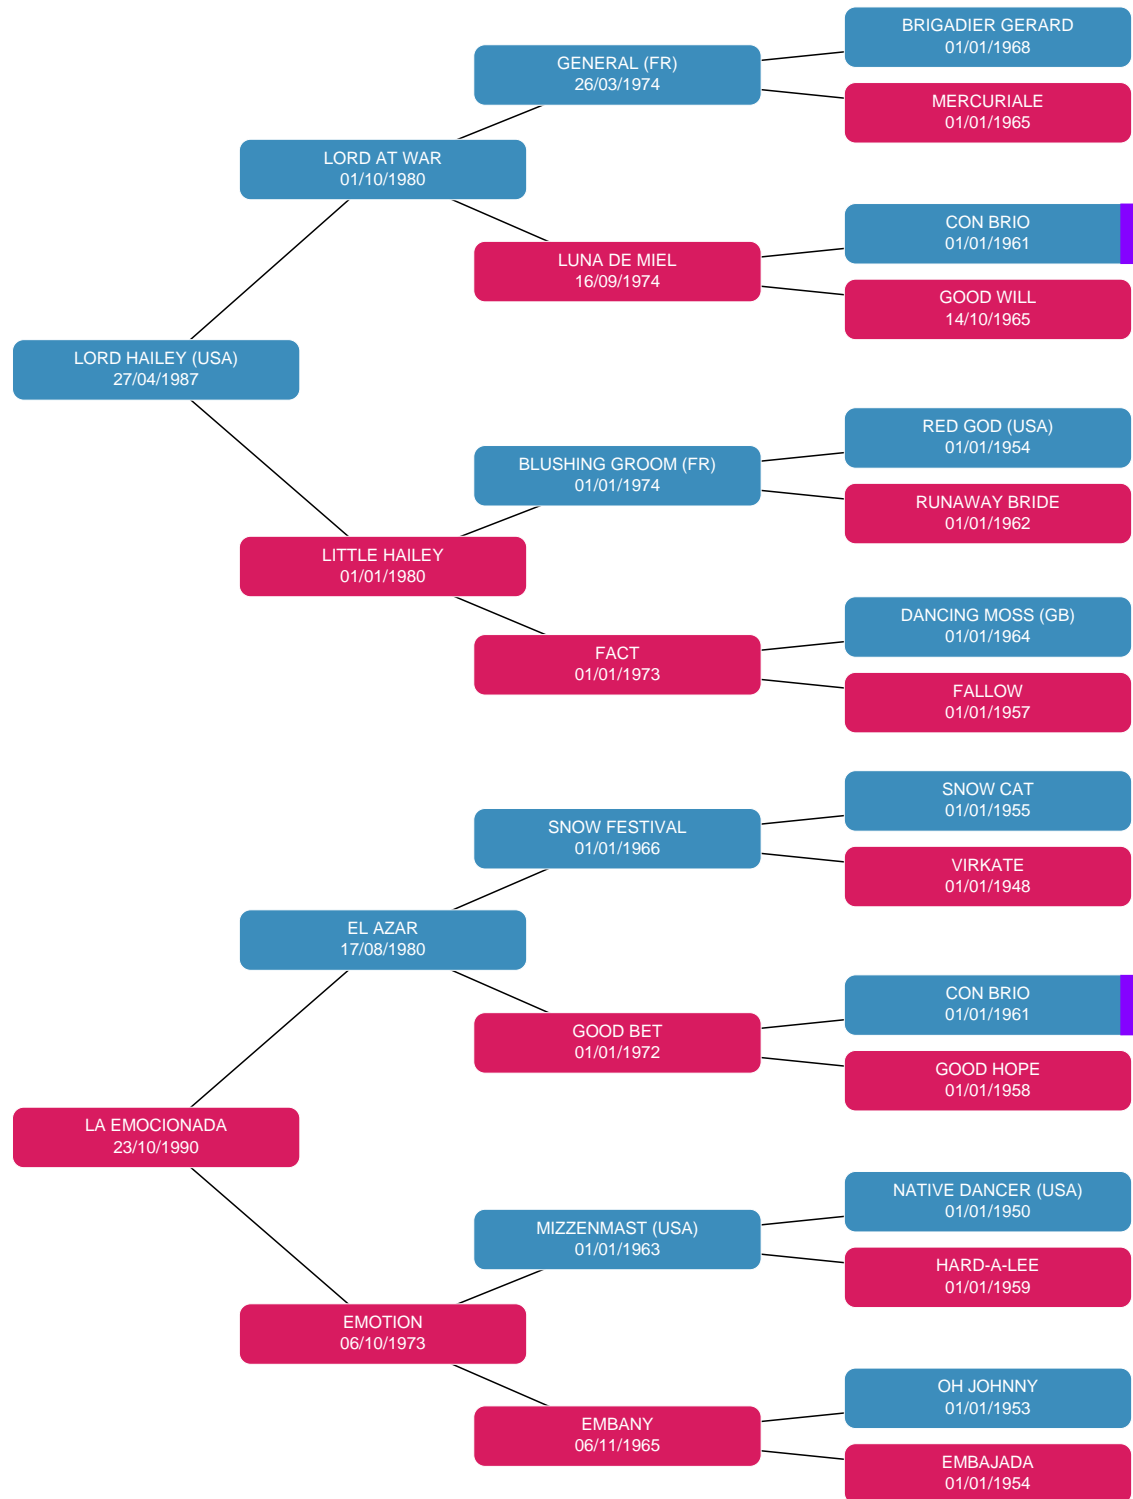 BRIGADIER GERARD
01/01/1968
GENERAL (FR)
26/03/1974
MERCURIALE
01/01/1965
LORD AT WAR
01/10/1980
CON BRIO
01/01/1961
LUNA DE MIEL
16/09/1974
GOOD WILL
14/10/1965
LORD HAILEY (USA)
27/04/1987
RED GOD (USA)
01/01/1954
BLUSHING GROOM (FR)
01/01/1974
RUNAWAY BRIDE
01/01/1962
LITTLE HAILEY
01/01/1980
DANCING MOSS (GB)
01/01/1964
FACT
01/01/1973
FALLOW
01/01/1957
SNOW CAT
01/01/1955
SNOW FESTIVAL
01/01/1966
VIRKATE
01/01/1948
EL AZAR
17/08/1980
CON BRIO
01/01/1961
GOOD BET
01/01/1972
GOOD HOPE
01/01/1958
LA EMOCIONADA
23/10/1990
NATIVE DANCER (USA)
01/01/1950
MIZZENMAST (USA)
01/01/1963
HARD-A-LEE
01/01/1959
EMOTION
06/10/1973
OH JOHNNY
01/01/1953
EMBANY
06/11/1965
EMBAJADA
01/01/1954